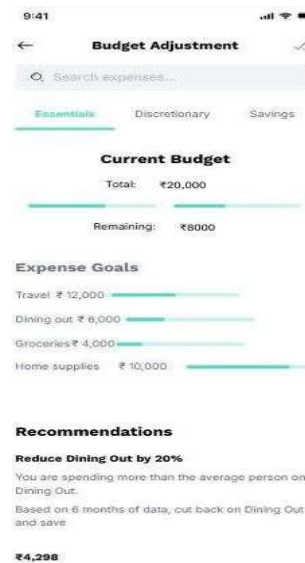 9:41
Budget Adjustment
Search expenses...
Essentials Discretionary Savings
Current Budget
Total: ₹20,000
Remaining: ₹8000
Expense Goals
Travel ₹ 12,000
Dining out ₹ 6,000
Groceries ₹ 4,000
Home supplies ₹ 10,000
Recommendations
Reduce Dining Out by 20%
You are spending more than the average person on
Dining Out.
Based on 6 months of data, cut back on Dining Out
and save
₹4,298